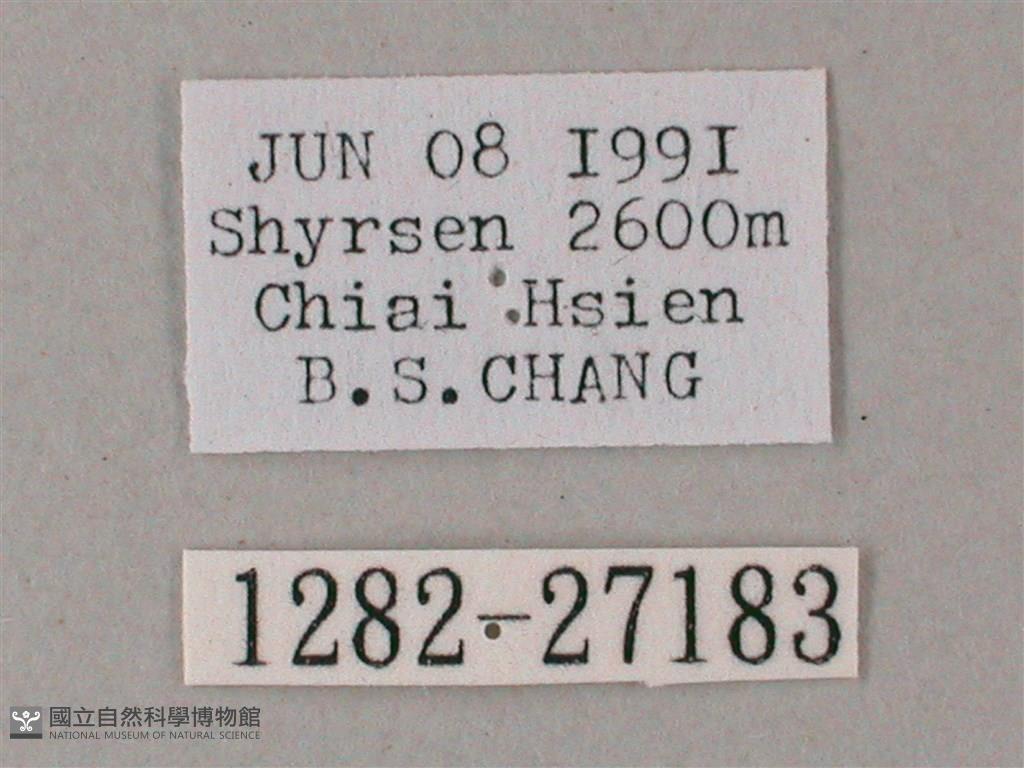 JUN 08 1991
Shyrsen 2600m
Chiai Hsien
B.S.CHANG
1282-27183
國立自然科學博物館
NATIONAL MUSEUM OF NATURAL SCIENCE